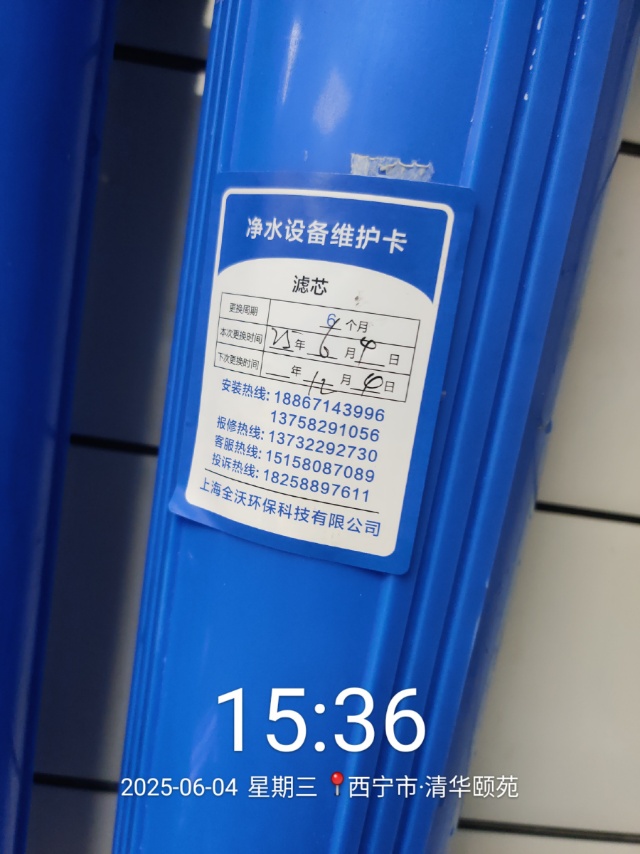 净水设备维护卡
滤芯
更换周期 6 个月
本次更换时间 25 年 6 月 4 日
下次更换时间 年 12 月 4 日
安装热线: 18867143996
13758291056
报修热线: 13732292730
客服热线: 15158087089
投诉热线: 18258897611
上海全沃环保科技有限公司
15:36
2025-06-04 星期三 📍西宁市·清华颐苑